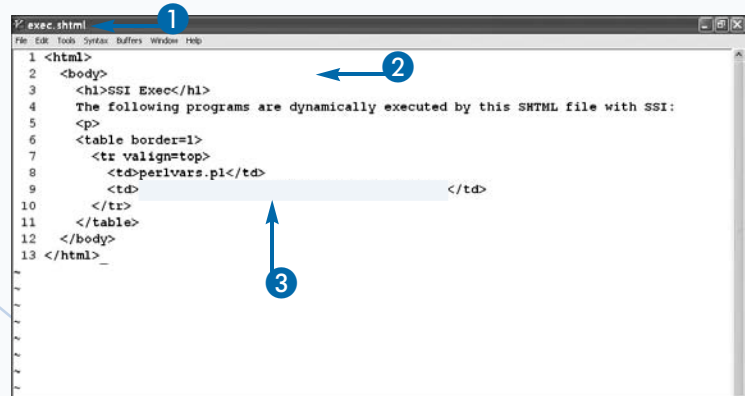 exec.shtml
1
File Edit Tools Syntax Buffers Window Help
1 <html>
2 <body>
2
3 <h1>SSI Exec</h1>
4 The following programs are dynamically executed by this SHTML file with SSI:
5 <p>
6 <table border=1>
7 <tr valign=top>
8 <td>perlvars.pl</td>
9 <td> </td>
10 </tr>
11 </table>
12 </body>
13 </html>_
3
~
~
~
~
~
~
~
~